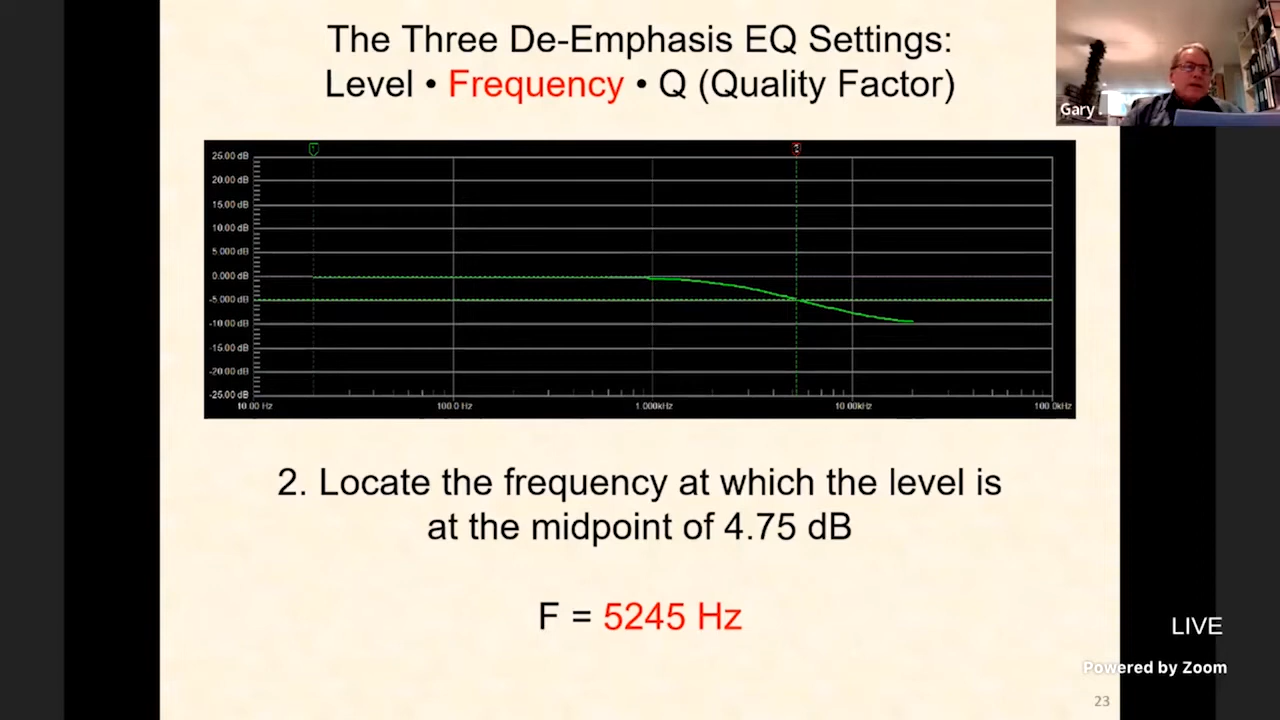 The Three De-Emphasis EQ Settings:
Level • Frequency • Q (Quality Factor)
Gary
25.00 dB
20.00 dB
15.00 dB
10.00 dB
5.000 dB
0.000 dB
-5.000 dB
-10.00 dB
-15.00 dB
-20.00 dB
-25.00 dB
10.00 Hz
100.0 Hz
1.000kHz
10.00kHz
100.0kHz
2. Locate the frequency at which the level is
at the midpoint of 4.75 dB
F = 5245 Hz
LIVE
Powered by Zoom
23